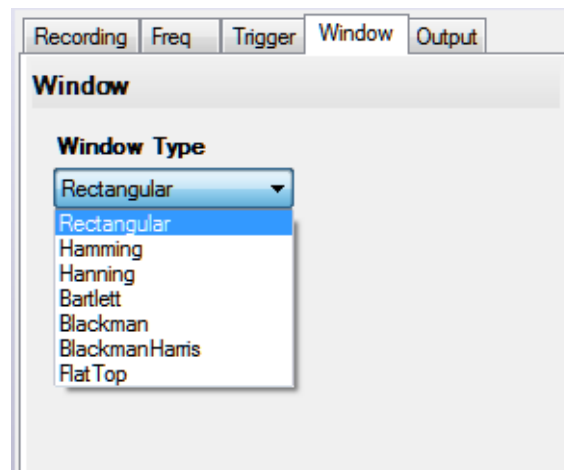 Recording Freq Trigger Window Output
Window
Window Type
Rectangular
Rectangular
Hamming
Hanning
Bartlett
Blackman
BlackmanHarris
FlatTop